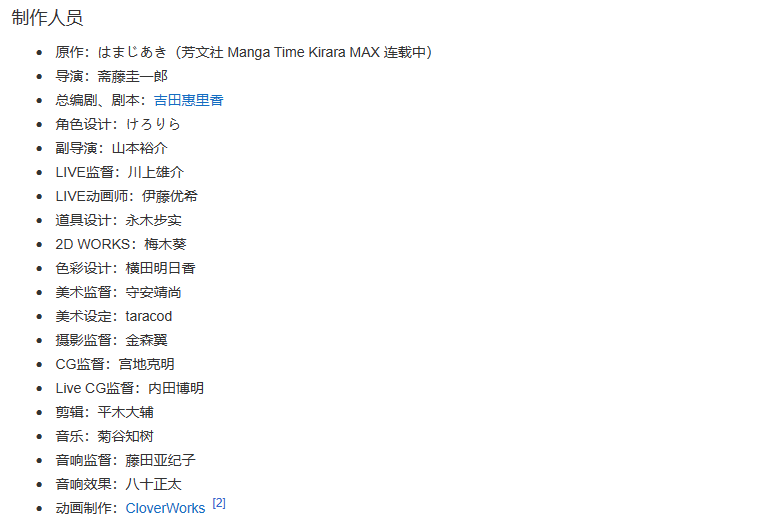 制作人员
原作：はまじあき（芳文社 Manga Time Kirara MAX 连载中）
导演：斋藤圭一郎
总编剧、剧本：吉田惠里香
角色设计：けろりら
副导演：山本裕介
LIVE监督：川上雄介
LIVE动画师：伊藤优希
道具设计：永木步实
2D WORKS：梅木葵
色彩设计：横田明日香
美术监督：守安靖尚
美术设定：taracod
摄影监督：金森翼
CG监督：宫地克明
Live CG监督：内田博明
剪辑：平木大辅
音乐：菊谷知树
音响监督：藤田亚纪子
音响效果：八十正太
动画制作：CloverWorks [2]